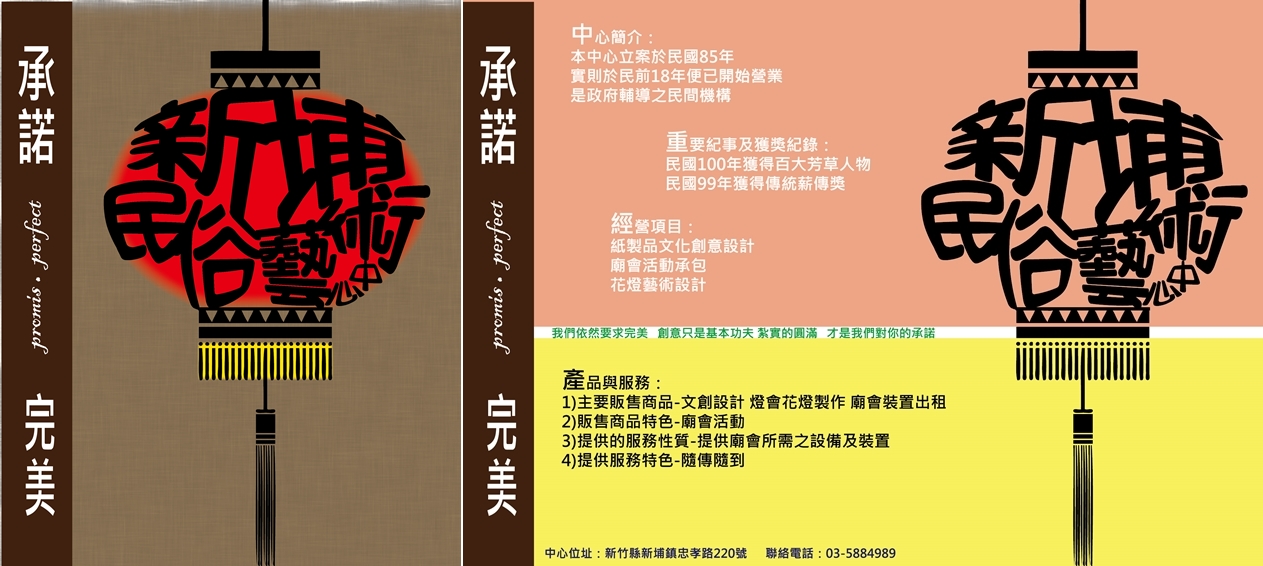 承諾
promis · perfect
完美
新埔
民俗藝術
中心
承諾
promis · perfect
完美
中心簡介：
本中心立案於民國85年
實則於民前18年便已開始營業
是政府輔導之民間機構
重要紀事及獲獎紀錄：
民國100年獲得百大芳草人物
民國99年獲得傳統薪傳獎
經營項目：
紙製品文化創意設計
廟會活動承包
花燈藝術設計
新埔
民俗藝術
中心
我們依然要求完美 創意只是基本功夫 紮實的圓滿 才是我們對你的承諾
產品與服務：
1)主要販售商品-文創設計 燈會花燈製作 廟會裝置出租
2)販售商品特色-廟會活動
3)提供的服務性質-提供廟會所需之設備及裝置
4)提供服務特色-隨傳隨到
中心位址：新竹縣新埔鎮忠孝路220號 聯絡電話：03-5884989